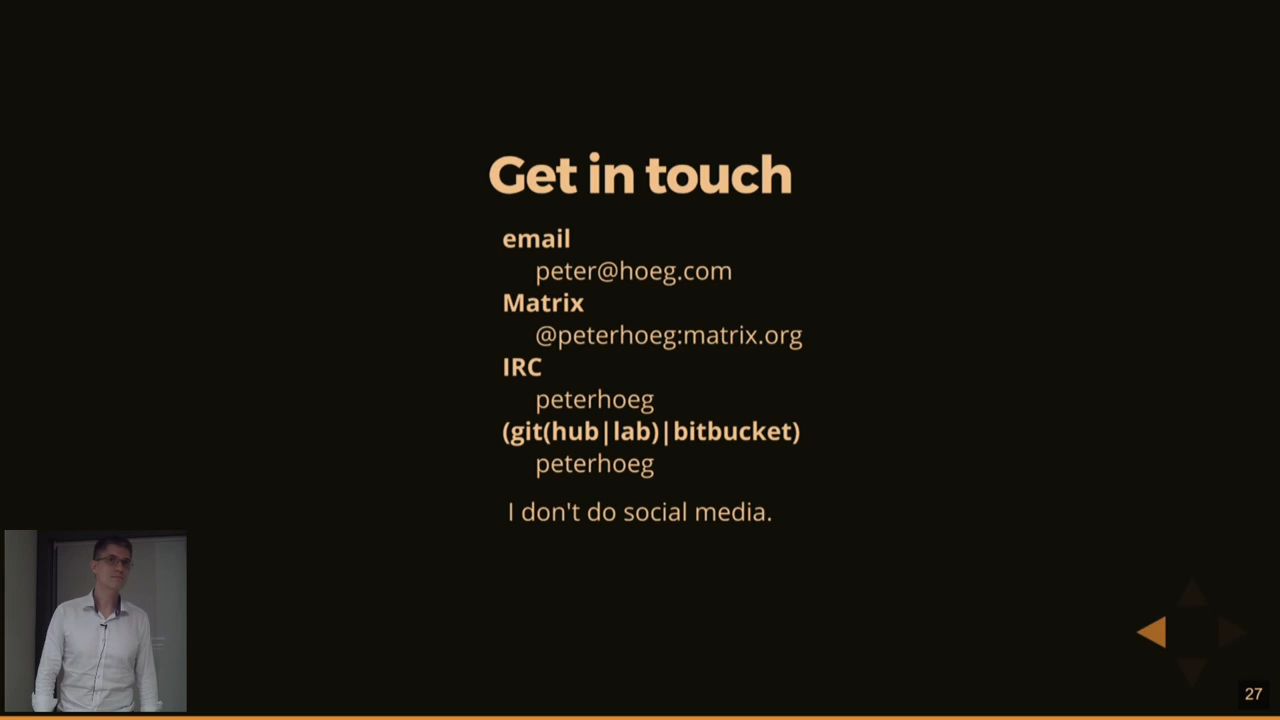 Get in touch
email
peter@hoeg.com
Matrix
@peterhoeg:matrix.org
IRC
peterhoeg
(git(hub|lab)|bitbucket)
peterhoeg
I don't do social media.
27